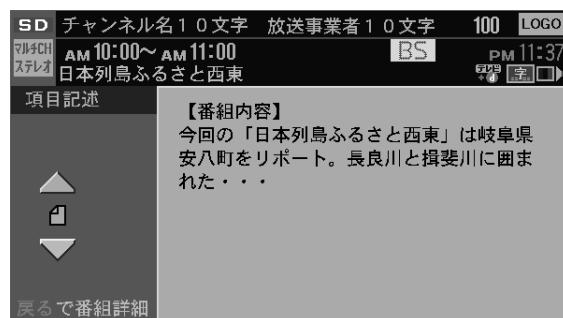 SD チャンネル名10文字 放送事業者10文字 100 LOGO
マルチCH ステレオ AM 10:00〜 AM 11:00 BS PM 11:37
日本列島ふるさと西東 テレビ+d 字
項目記述
【番組内容】
今回の「日本列島ふるさと西東」は岐阜県
安八町をリポート。長良川と揖斐川に囲ま
れた・・・
戻るで番組詳細